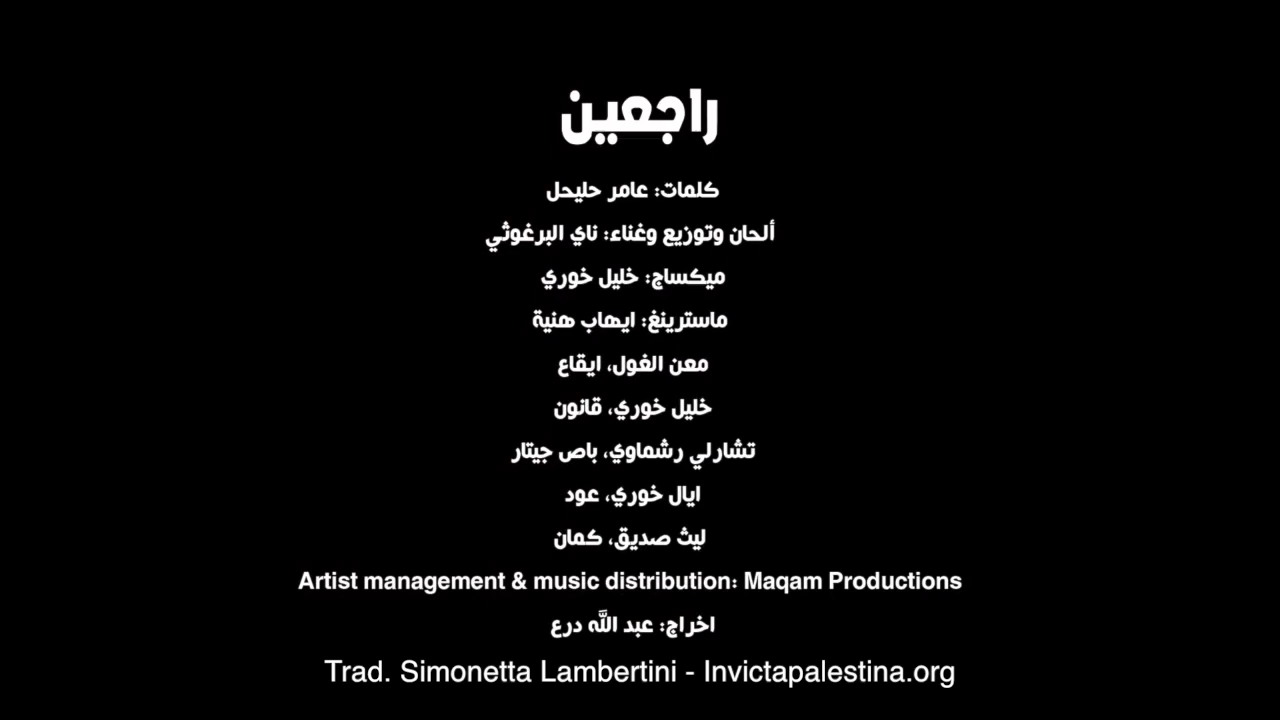 راجعين
كلمات: عامر حليحل
ألحان وتوزيع وغناء: ناي البرغوثي
ميكساج: خليل خوري
ماسترينغ: ايهاب هنية
معن الغول، ايقاع
خليل خوري، قانون
تشارلي رشماوي، باص جيتار
ايال خوري، عود
ليث صديق، كمان
Artist management & music distribution: Maqam Productions
اخراج: عبد الله درع
Trad. Simonetta Lambertini - Invictapalestina.org